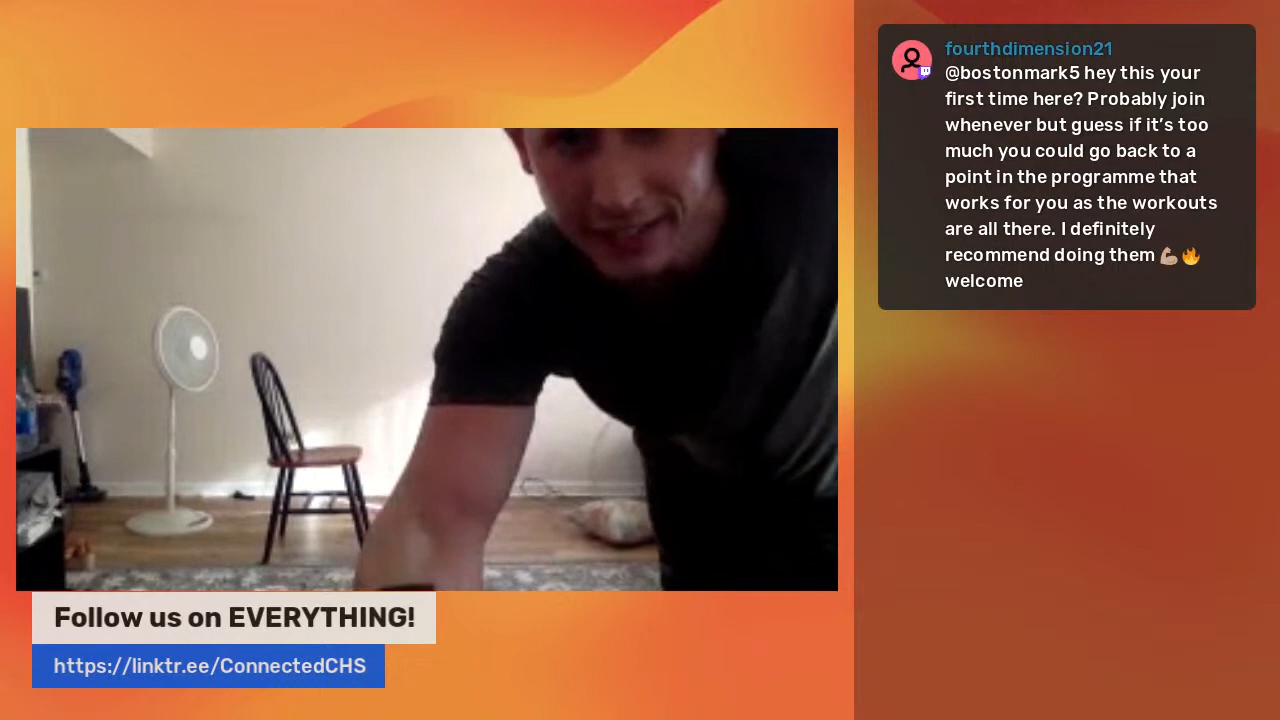 fourthdimension21
@bostonmark5 hey this your
first time here? Probably join
whenever but guess if it’s too
much you could go back to a
point in the programme that
works for you as the workouts
are all there. I definitely
recommend doing them 💪🏼🔥
welcome
Follow us on EVERYTHING!
https://linktr.ee/ConnectedCHS